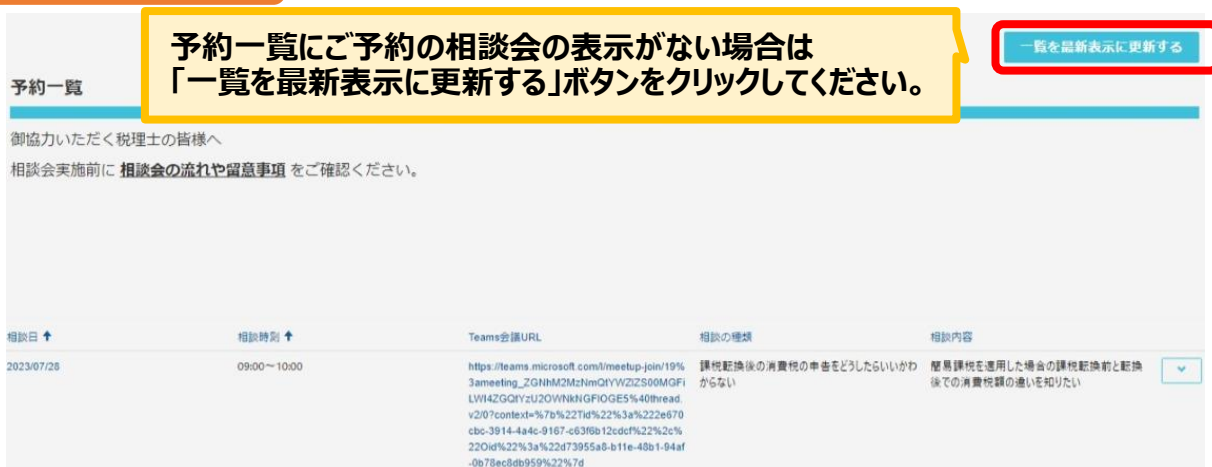 予約一覧にご予約の相談会の表示がない場合は
「一覧を最新表示に更新する」ボタンをクリックしてください。
一覧を最新表示に更新する
予約一覧
御協力いただく税理士の皆様へ
相談会実施前に 相談会の流れや留意事項 をご確認ください。
相談日 ↑ 相談時刻 ↑ Teams会議URL 相談の種類 相談内容
2023/07/28 09:00～10:00
https://teams.microsoft.com/l/meetup-join/19%
3ameeting_ZGNhM2MzNmQtYWZlZS00MGFi
LWI4ZGQtYzU2OWNkNGFlOGE5%40thread.
v2/0?context=%7b%22Tid%22%3a%222e670
cbc-3914-4a4c-9167-c63f6b12cdcf%22%2c%
22Oid%22%3a%22d73955a8-b11e-48b1-94af
-0b78ec8db959%22%7d
課税転換後の消費税の申告をどうしたらいいかわ
からない
簡易課税を適用した場合の課税転換前と転換
後での消費税額の違いを知りたい